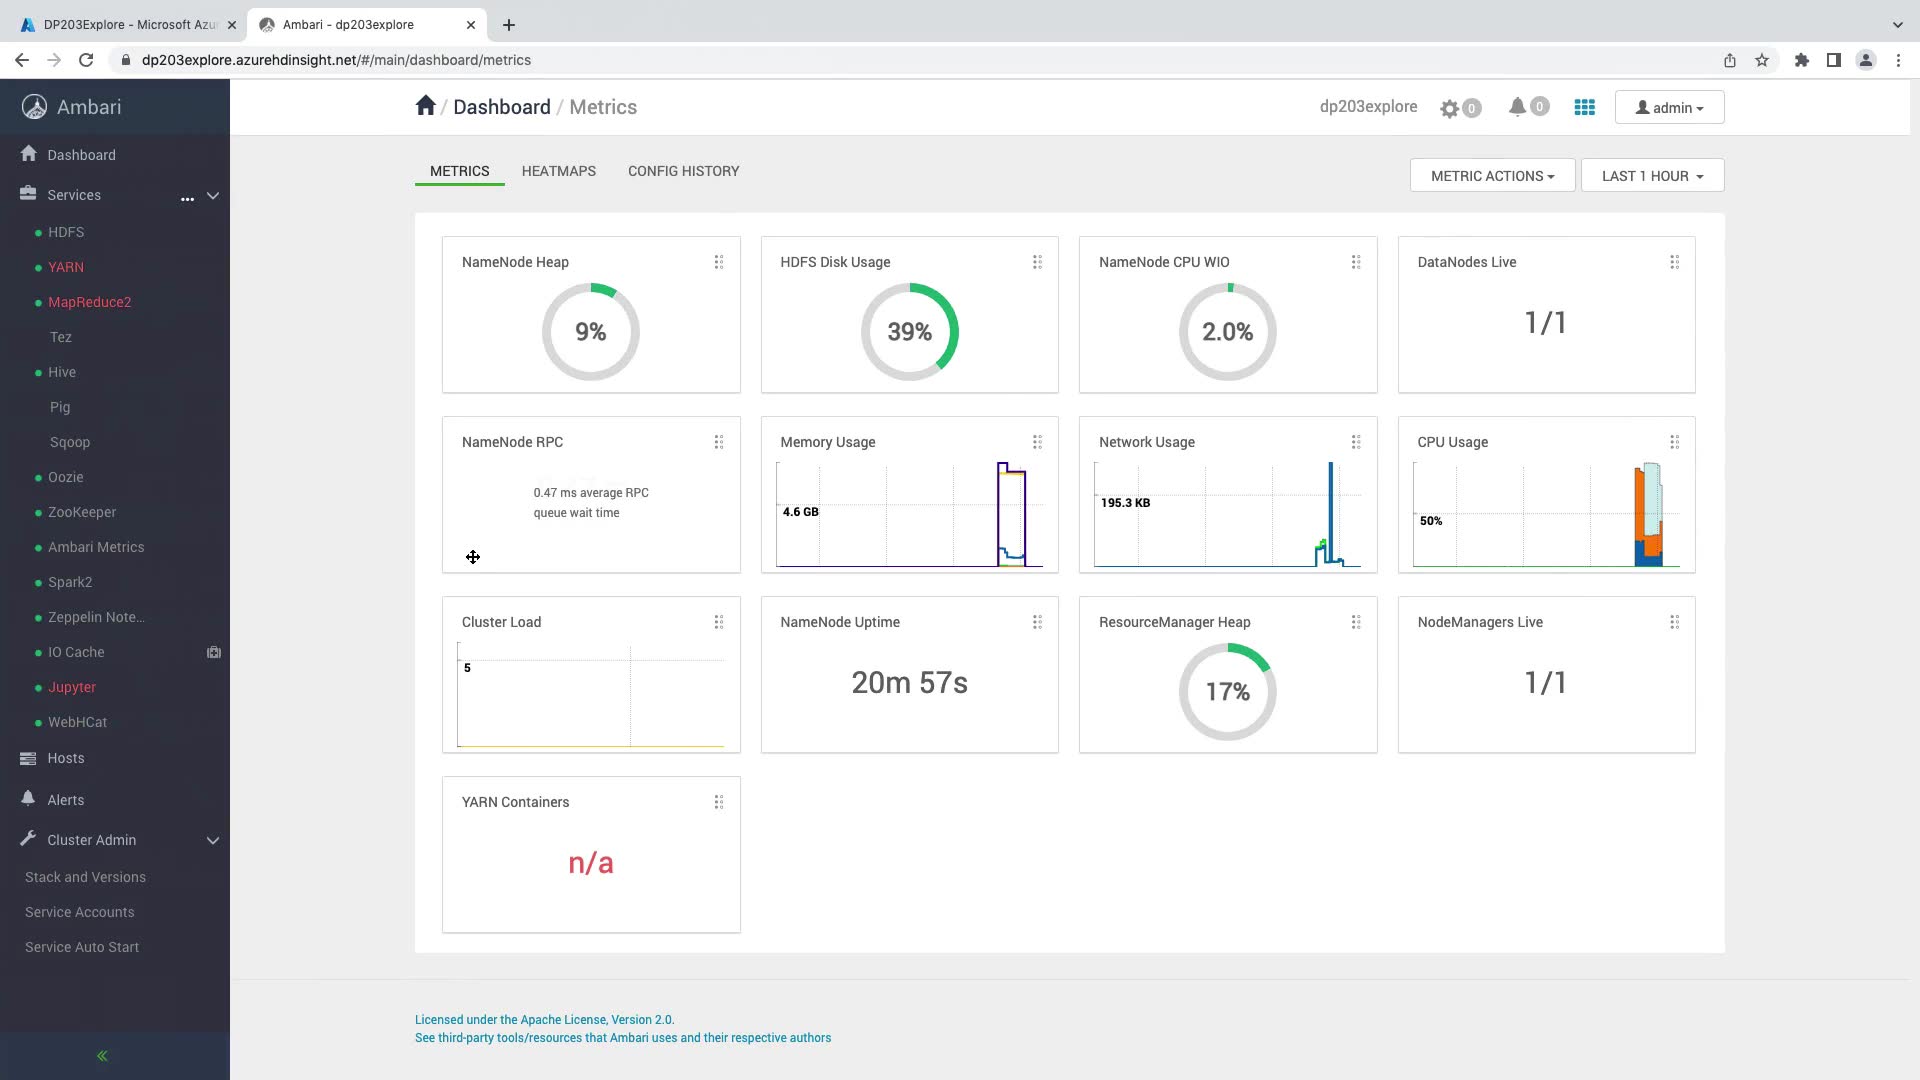 DP203Explore - Microsoft Azu
Ambari - dp203explore
dp203explore.azurehdinsight.net/#/main/dashboard/metrics
Ambari
/ Dashboard / Metrics
dp203explore
0
0
admin
Dashboard
Services
...
HDFS
YARN
MapReduce2
Tez
Hive
Pig
Sqoop
Oozie
ZooKeeper
Ambari Metrics
Spark2
Zeppelin Note...
IO Cache
Jupyter
WebHCat
Hosts
Alerts
Cluster Admin
Stack and Versions
Service Accounts
Service Auto Start
METRICS
HEATMAPS
CONFIG HISTORY
METRIC ACTIONS
LAST 1 HOUR
NameNode Heap
9%
HDFS Disk Usage
39%
NameNode CPU WIO
2.0%
DataNodes Live
1/1
NameNode RPC
0.47 ms average RPC
queue wait time
Memory Usage
4.6 GB
Network Usage
195.3 KB
CPU Usage
50%
Cluster Load
5
NameNode Uptime
20m 57s
ResourceManager Heap
17%
NodeManagers Live
1/1
YARN Containers
n/a
Licensed under the Apache License, Version 2.0.
See third-party tools/resources that Ambari uses and their respective authors